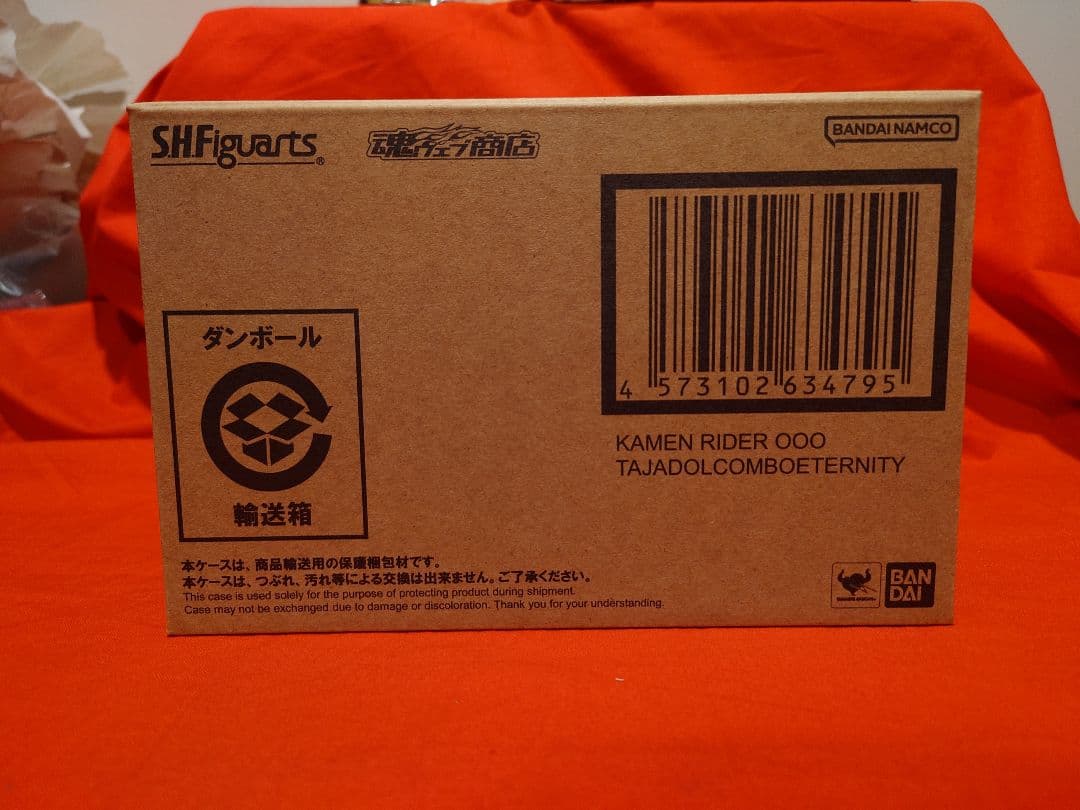 S.H.Figuarts®
魂ウェブ商店
BANDAI NAMCO
4 573102 634795
KAMEN RIDER OOO
TAJADOLCOMBOETERNITY
ダンボール
輸送箱
本ケースは、商品輸送用の保護梱包材です。
本ケースは、つぶれ、汚れ等による交換は出来ません。ご了承ください。
This case is used solely for the purpose of protecting product during shipment.
Case may not be exchanged due to damage or discoloration. Thank you for your understanding.
BAN
DAI